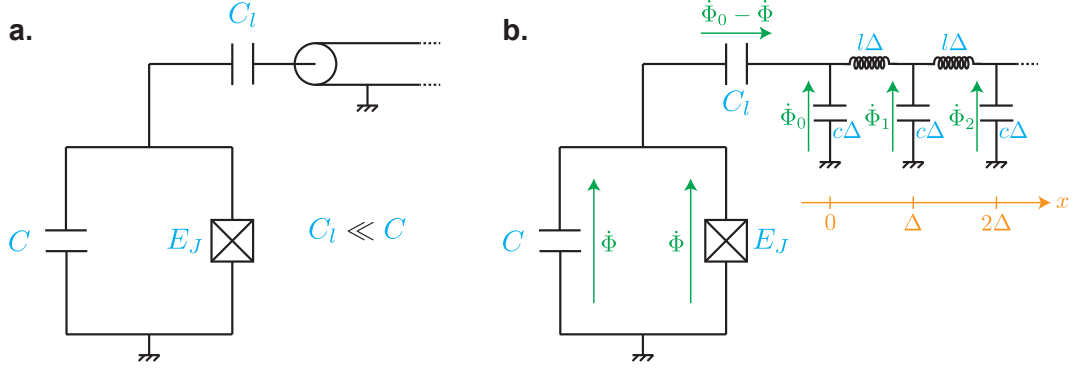 a.
C_l
C
E_J
C_l ≪ C
b.
Φ̇_0 − Φ̇
C_l
lΔ
lΔ
Φ̇_0
cΔ
Φ̇_1
cΔ
Φ̇_2
cΔ
x
0
Δ
2Δ
C
Φ̇
Φ̇
E_J